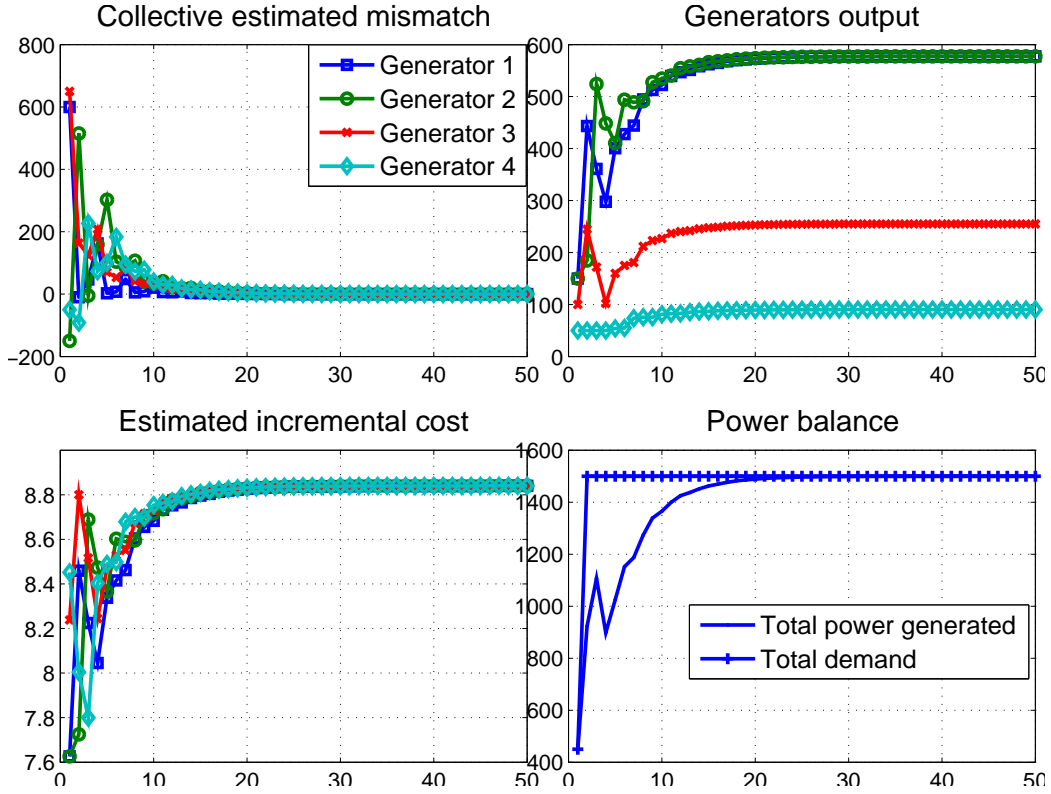 Collective estimated mismatch
800
600
400
200
0
−200
0 10 20 30 40 50
Generator 1
Generator 2
Generator 3
Generator 4
Generators output
600
500
400
300
200
100
0
0 10 20 30 40 50
Estimated incremental cost
8.8
8.6
8.4
8.2
8
7.8
7.6
0 10 20 30 40 50
Power balance
1600
1400
1200
1000
800
600
400
0 10 20 30 40 50
Total power generated
Total demand